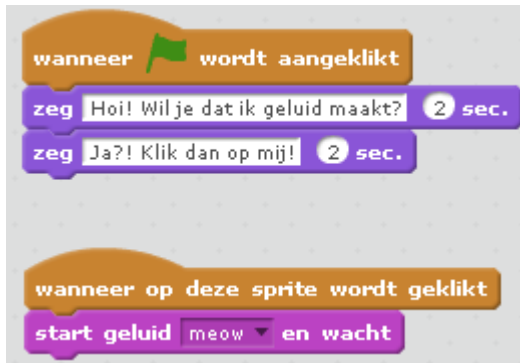 wanneer wordt aangeklikt
zeg Hoi! Wil je dat ik geluid maakt? 2 sec.
zeg Ja?! Klik dan op mij! 2 sec.
wanneer op deze sprite wordt geklikt
start geluid meow en wacht